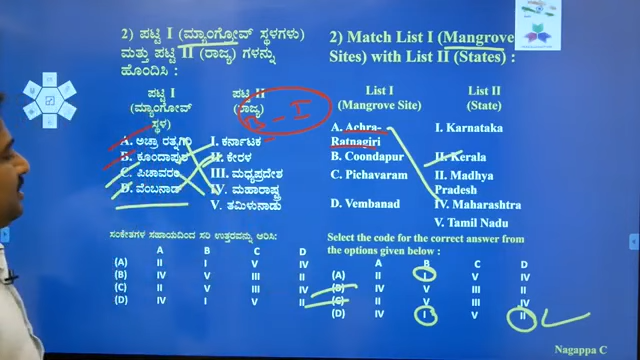 2) ಪಟ್ಟಿ I (ಮ್ಯಾಂಗ್ರೋವ್ ಸ್ಥಳಗಳು)
ಮತ್ತು ಪಟ್ಟಿ II (ರಾಜ್ಯ) ಗಳನ್ನು
ಹೊಂದಿಸಿ :
ಪಟ್ಟಿ I ಪಟ್ಟಿ II
(ಮ್ಯಾಂಗ್ರೋವ್ (ರಾಜ್ಯ)
ಸ್ಥಳ)
B - I
A. ಅಚ್ರಾ ರತ್ನಗಿರಿ I. ಕರ್ನಾಟಕ
B. ಕೂಂದಾಪುರ II. ಕೇರಳ
C. ಪಿಚಾವರಂ III. ಮಧ್ಯಪ್ರದೇಶ
D. ವೆಂಬನಾಡ IV. ಮಹಾರಾಷ್ಟ್ರ
V. ತಮಿಳುನಾಡು
ಸಂಕೇತಗಳ ಸಹಾಯದಿಂದ ಸರಿ ಉತ್ತರವನ್ನು ಆರಿಸಿ:
A B C D
(A) II I V IV
(B) IV V III II
(C) II V III IV
(D) IV I V II
2) Match List I (Mangrove
Sites) with List II (States) :
List I List II
(Mangrove Site) (State)
A. Achra- I. Karnataka
Ratnagiri
B. Coondapur II. Kerala
C. Pichavaram II. Madhya
Pradesh
D. Vembanad IV. Maharashtra
V. Tamil Nadu
Select the code for the correct answer from
the options given below :
A B C D
(A) II I V IV
(B) IV V III II
(C) II V III IV
(D) IV I V II
Nagappa C